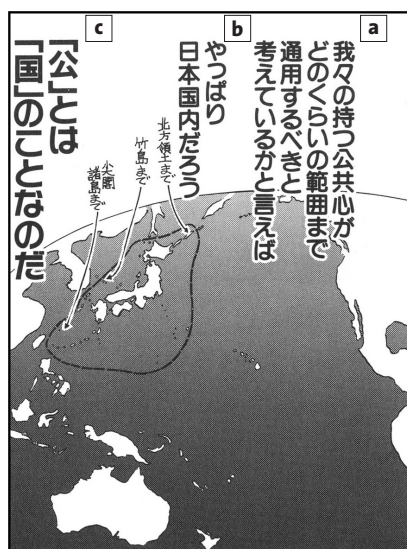 a
我々の持つ公共心が
どのくらいの範囲まで
通用するべきと
考えているかと言えば
b
やっぱり
日本国内だろう
北方領土まで
竹島まで
尖閣
諸島まで
c
「公」とは
「国」のことなのだ